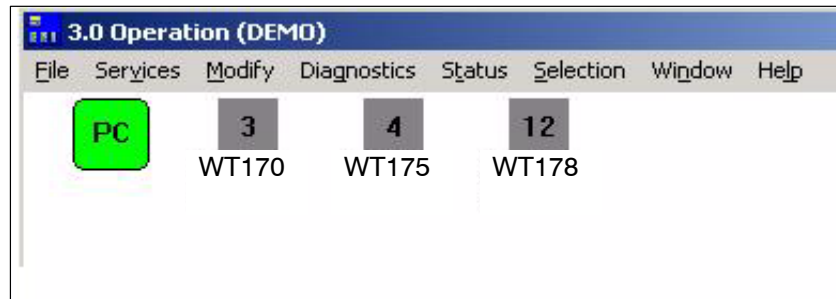 3.0 Operation (DEMO)
File Services Modify Diagnostics Status Selection Window Help
PC 3 4 12
WT170 WT175 WT178